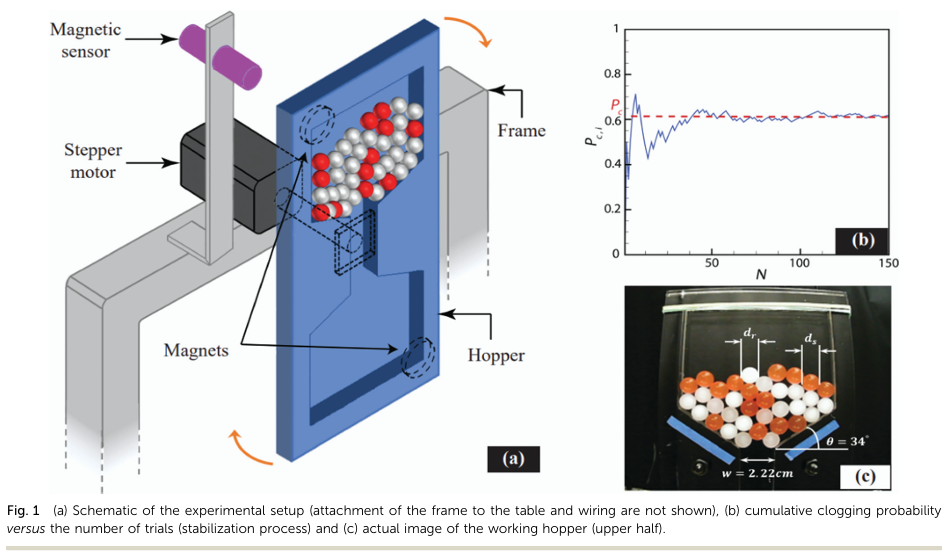 Magnetic
sensor
Stepper
motor
Frame
Magnets
Hopper
(a)
1
0.8
P_c
0.6
0.4
0.2
0
P_{c,i}
50
100
150
N
(b)
d_r
d_s
θ = 34°
w = 2.22cm
(c)
Fig. 1 (a) Schematic of the experimental setup (attachment of the frame to the table and wiring are not shown), (b) cumulative clogging probability
versus the number of trials (stabilization process) and (c) actual image of the working hopper (upper half).